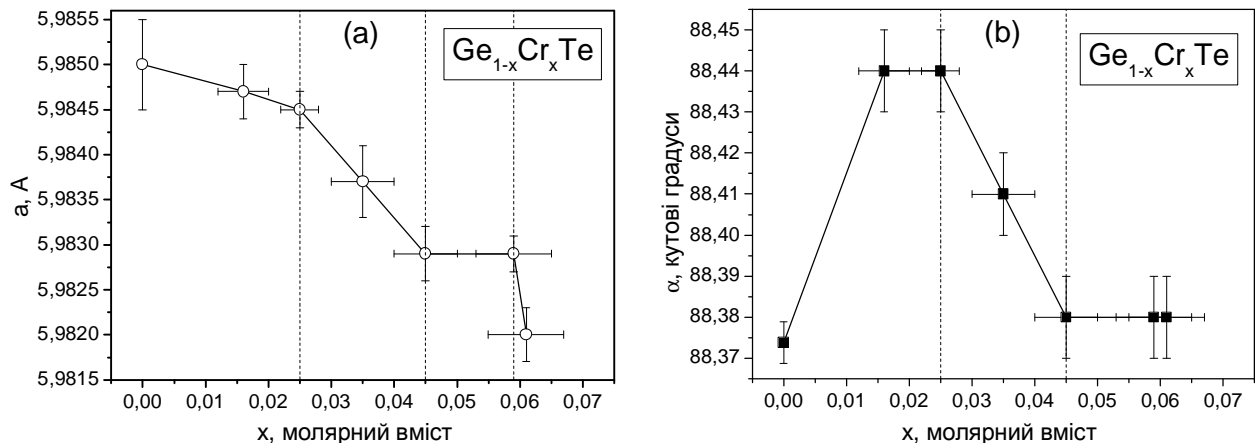 (a)
Ge1-xCrxTe
5,9855
5,9850
5,9845
5,9840
5,9835
5,9830
5,9825
5,9820
5,9815
a, A
0,00 0,01 0,02 0,03 0,04 0,05 0,06 0,07
x, молярний вміст
(b)
Ge1-xCrxTe
88,45
88,44
88,43
88,42
88,41
88,40
88,39
88,38
88,37
α, кутові градуси
0,00 0,01 0,02 0,03 0,04 0,05 0,06 0,07
x, молярний вміст